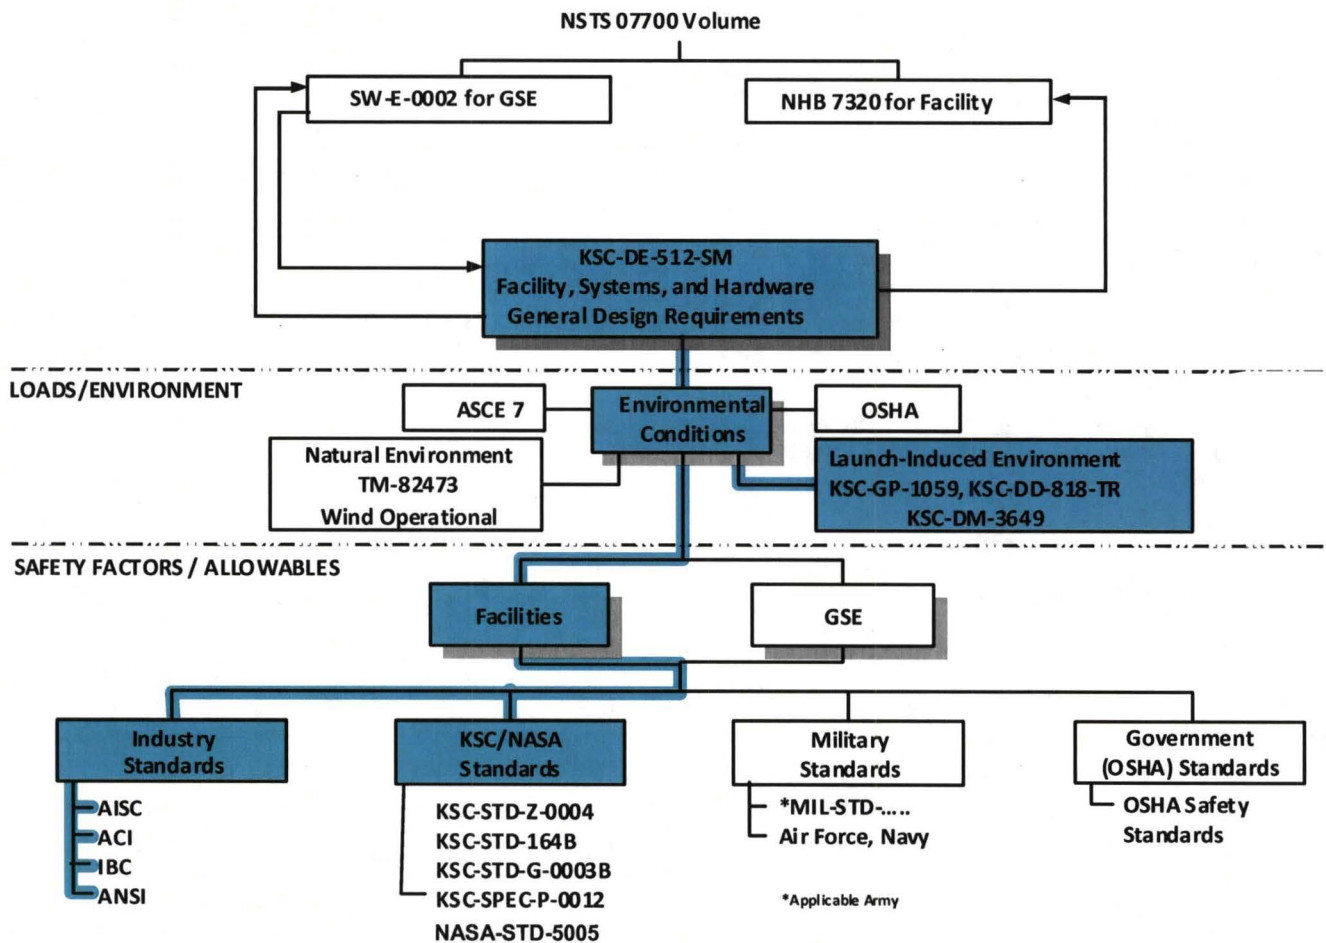 NSTS 07700 Volume
SW-E-0002 for GSE
NHB 7320 for Facility
KSC-DE-512-SM
Facility, Systems, and Hardware
General Design Requirements
LOADS/ENVIRONMENT
ASCE 7
Environmental
Conditions
OSHA
Natural Environment
TM-82473
Wind Operational
Launch-Induced Environment
KSC-GP-1059, KSC-DD-818-TR
KSC-DM-3649
SAFETY FACTORS / ALLOWABLES
Facilities
GSE
Industry
Standards
AISC
ACI
IBC
ANSI
KSC/NASA
Standards
KSC-STD-Z-0004
KSC-STD-164B
KSC-STD-G-0003B
KSC-SPEC-P-0012
NASA-STD-5005
Military
Standards
*MIL-STD-.....
Air Force, Navy
*Applicable Army
Government
(OSHA) Standards
OSHA Safety
Standards